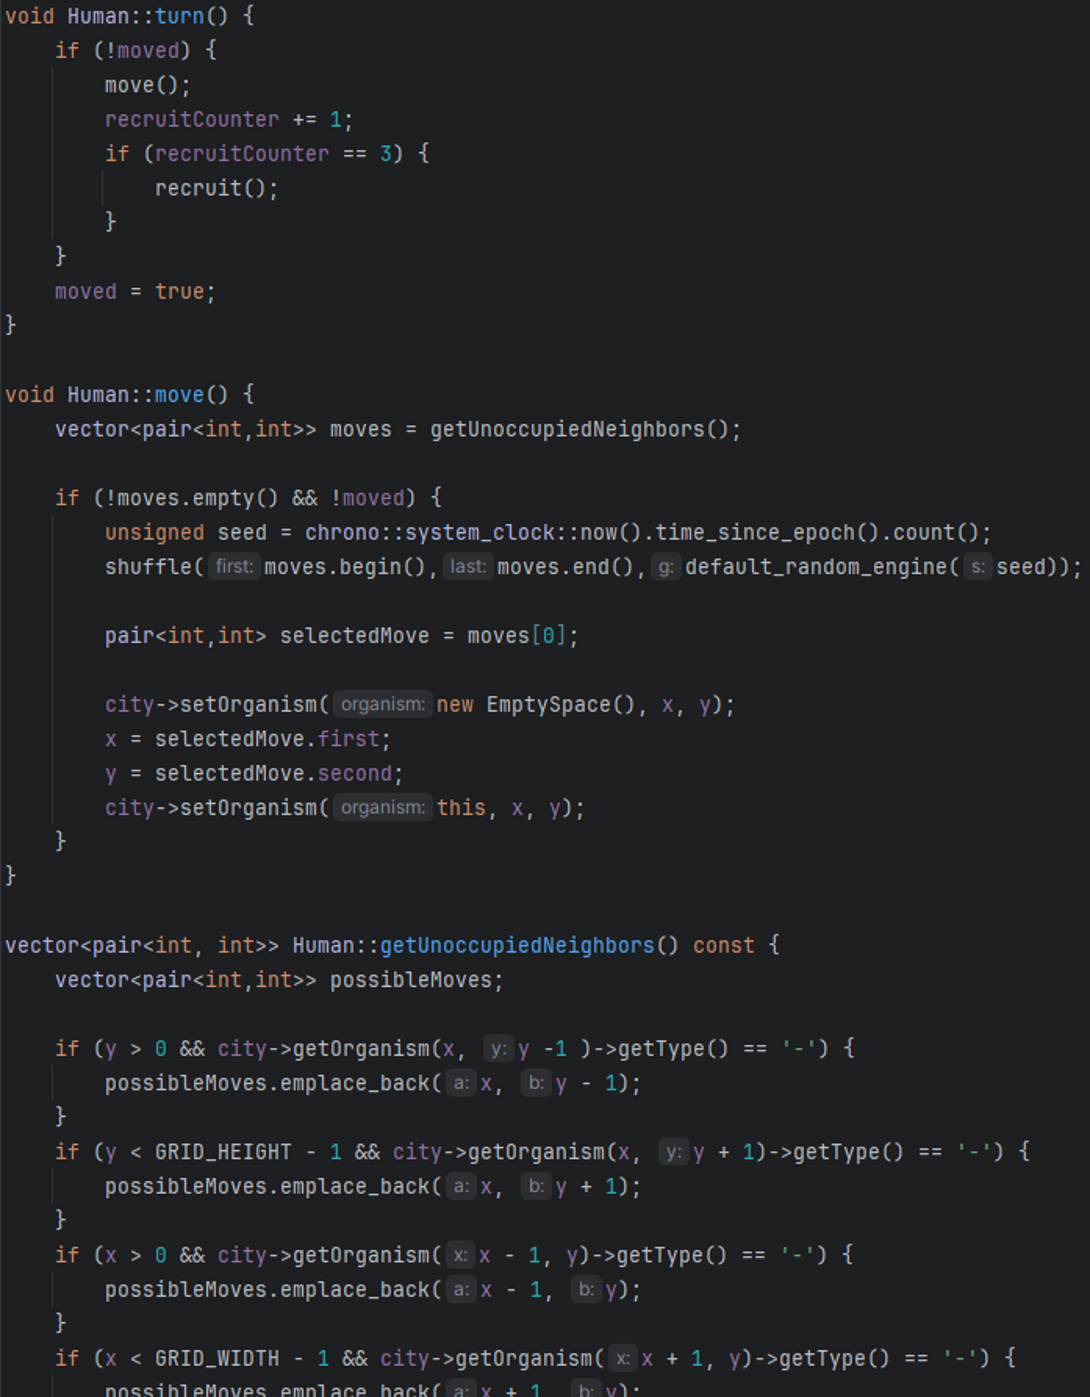 void Human::turn() {
    if (!moved) {
        move();
        recruitCounter += 1;
        if (recruitCounter == 3) {
            recruit();
        }
    }
    moved = true;
}
void Human::move() {
    vector<pair<int,int>> moves = getUnoccupiedNeighbors();
    if (!moves.empty() && !moved) {
        unsigned seed = chrono::system_clock::now().time_since_epoch().count();
        shuffle( first: moves.begin(), last: moves.end(), g: default_random_engine( s: seed));
        pair<int,int> selectedMove = moves[0];
        city->setOrganism( organism: new EmptySpace(), x, y);
        x = selectedMove.first;
        y = selectedMove.second;
        city->setOrganism( organism: this, x, y);
    }
}
vector<pair<int, int>> Human::getUnoccupiedNeighbors() const {
    vector<pair<int,int>> possibleMoves;
    if (y > 0 && city->getOrganism(x, y: y -1 )->getType() == '-') {
        possibleMoves.emplace_back( a: x, b: y - 1);
    }
    if (y < GRID_HEIGHT - 1 && city->getOrganism(x, y: y + 1)->getType() == '-') {
        possibleMoves.emplace_back( a: x, b: y + 1);
    }
    if (x > 0 && city->getOrganism( x: x - 1, y)->getType() == '-') {
        possibleMoves.emplace_back( a: x - 1, b: y);
    }
    if (x < GRID_WIDTH - 1 && city->getOrganism( x: x + 1, y)->getType() == '-') {
        possibleMoves.emplace_back( a: x + 1, b: y);